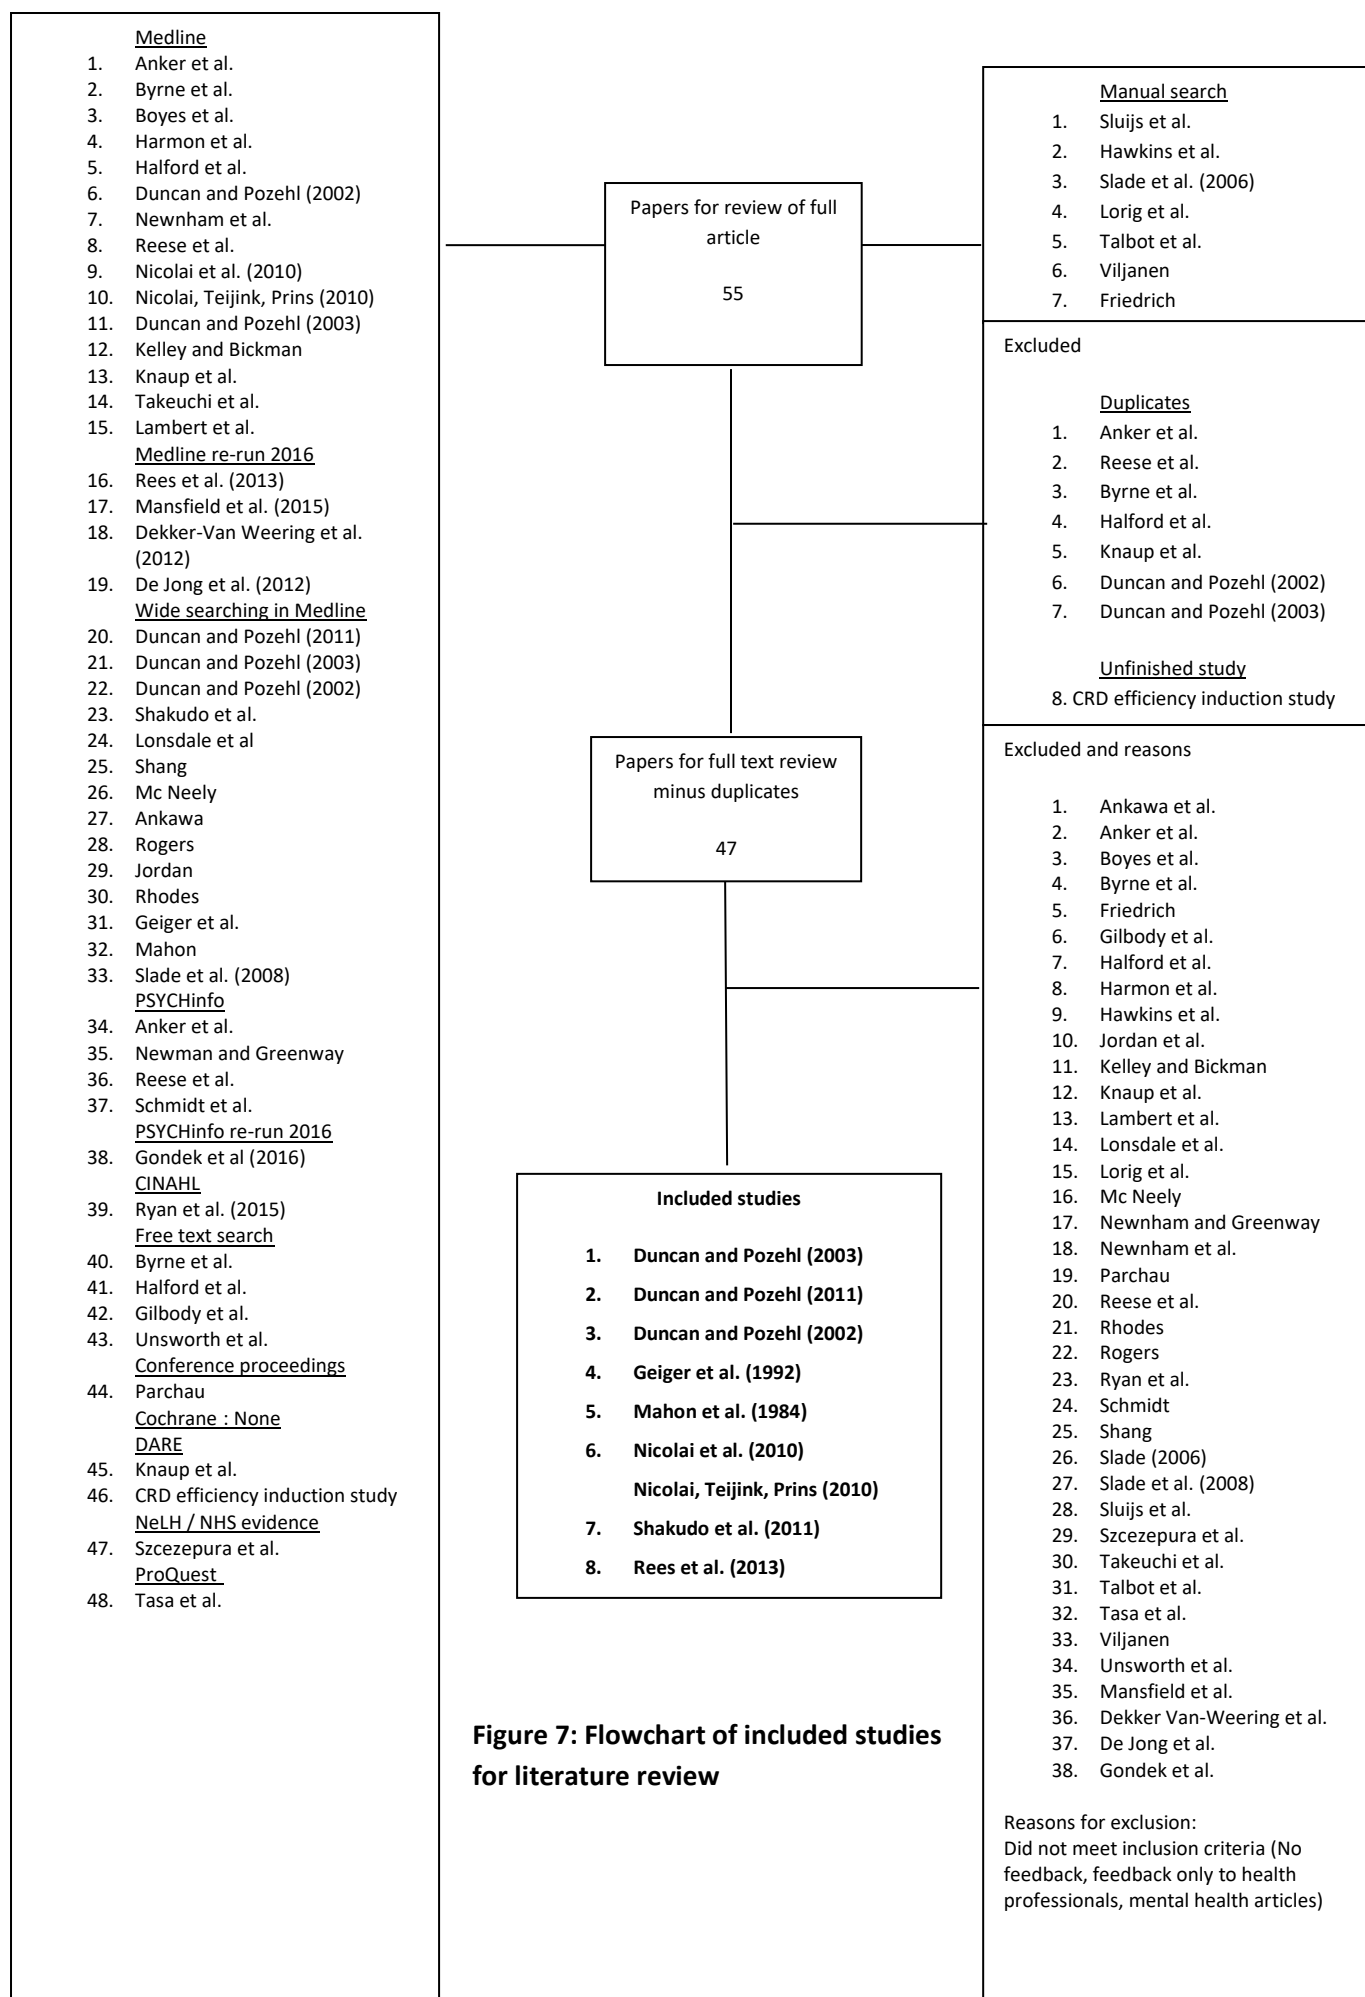 Medline
1. Anker et al.
2. Byrne et al.
3. Boyes et al.
4. Harmon et al.
5. Halford et al.
6. Duncan and Pozehl (2002)
7. Newnham et al.
8. Reese et al.
9. Nicolai et al. (2010)
10. Nicolai, Teijink, Prins (2010)
11. Duncan and Pozehl (2003)
12. Kelley and Bickman
13. Knaup et al.
14. Takeuchi et al.
15. Lambert et al.
Medline re-run 2016
16. Rees et al. (2013)
17. Mansfield et al. (2015)
18. Dekker-Van Weering et al.
(2012)
19. De Jong et al. (2012)
Wide searching in Medline
20. Duncan and Pozehl (2011)
21. Duncan and Pozehl (2003)
22. Duncan and Pozehl (2002)
23. Shakudo et al.
24. Lonsdale et al
25. Shang
26. Mc Neely
27. Ankawa
28. Rogers
29. Jordan
30. Rhodes
31. Geiger et al.
32. Mahon
33. Slade et al. (2008)
PSYCHinfo
34. Anker et al.
35. Newman and Greenway
36. Reese et al.
37. Schmidt et al.
PSYCHinfo re-run 2016
38. Gondek et al (2016)
CINAHL
39. Ryan et al. (2015)
Free text search
40. Byrne et al.
41. Halford et al.
42. Gilbody et al.
43. Unsworth et al.
Conference proceedings
44. Parchau
Cochrane : None
DARE
45. Knaup et al.
46. CRD efficiency induction study
NeLH / NHS evidence
47. Szcezepura et al.
ProQuest
48. Tasa et al.
Papers for review of full
article
55
Papers for full text review
minus duplicates
47
Included studies
1. Duncan and Pozehl (2003)
2. Duncan and Pozehl (2011)
3. Duncan and Pozehl (2002)
4. Geiger et al. (1992)
5. Mahon et al. (1984)
6. Nicolai et al. (2010)
Nicolai, Teijink, Prins (2010)
7. Shakudo et al. (2011)
8. Rees et al. (2013)
Figure 7: Flowchart of included studies
for literature review
Manual search
1. Sluijs et al.
2. Hawkins et al.
3. Slade et al. (2006)
4. Lorig et al.
5. Talbot et al.
6. Viljanen
7. Friedrich
Excluded
Duplicates
1. Anker et al.
2. Reese et al.
3. Byrne et al.
4. Halford et al.
5. Knaup et al.
6. Duncan and Pozehl (2002)
7. Duncan and Pozehl (2003)
Unfinished study
8. CRD efficiency induction study
Excluded and reasons
1. Ankawa et al.
2. Anker et al.
3. Boyes et al.
4. Byrne et al.
5. Friedrich
6. Gilbody et al.
7. Halford et al.
8. Harmon et al.
9. Hawkins et al.
10. Jordan et al.
11. Kelley and Bickman
12. Knaup et al.
13. Lambert et al.
14. Lonsdale et al.
15. Lorig et al.
16. Mc Neely
17. Newnham and Greenway
18. Newnham et al.
19. Parchau
20. Reese et al.
21. Rhodes
22. Rogers
23. Ryan et al.
24. Schmidt
25. Shang
26. Slade (2006)
27. Slade et al. (2008)
28. Sluijs et al.
29. Szcezepura et al.
30. Takeuchi et al.
31. Talbot et al.
32. Tasa et al.
33. Viljanen
34. Unsworth et al.
35. Mansfield et al.
36. Dekker Van-Weering et al.
37. De Jong et al.
38. Gondek et al.
Reasons for exclusion:
Did not meet inclusion criteria (No
feedback, feedback only to health
professionals, mental health articles)